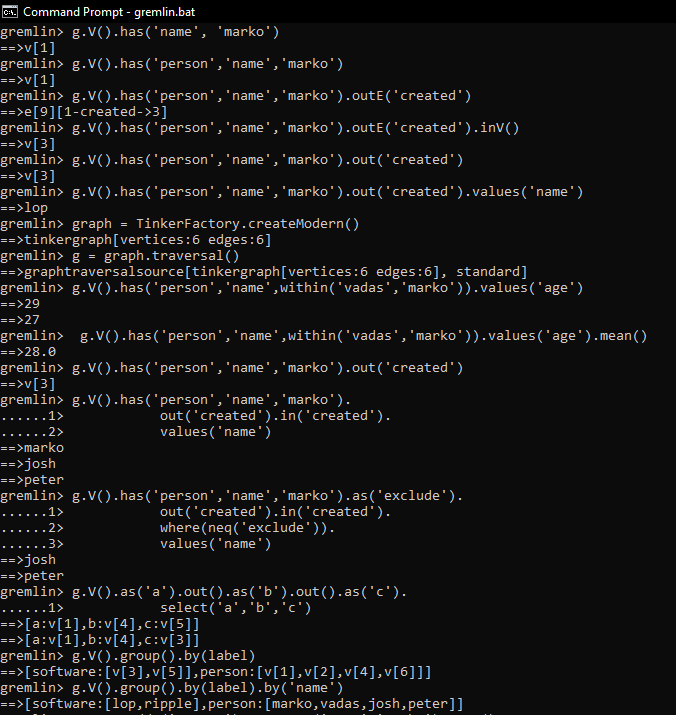 Command Prompt - gremlin.bat
gremlin> g.V().has('name', 'marko')
==>v[1]
gremlin> g.V().has('person','name','marko')
==>v[1]
gremlin> g.V().has('person','name','marko').outE('created')
==>e[9][1-created->3]
gremlin> g.V().has('person','name','marko').outE('created').inV()
==>v[3]
gremlin> g.V().has('person','name','marko').out('created')
==>v[3]
gremlin> g.V().has('person','name','marko').out('created').values('name')
==>lop
gremlin> graph = TinkerFactory.createModern()
==>tinkergraph[vertices:6 edges:6]
gremlin> g = graph.traversal()
==>graphtraversalsource[tinkergraph[vertices:6 edges:6], standard]
gremlin> g.V().has('person','name',within('vadas','marko')).values('age')
==>29
==>27
gremlin>  g.V().has('person','name',within('vadas','marko')).values('age').mean()
==>28.0
gremlin> g.V().has('person','name','marko').out('created')
==>v[3]
gremlin> g.V().has('person','name','marko').
......1>            out('created').in('created').
......2>            values('name')
==>marko
==>josh
==>peter
gremlin> g.V().has('person','name','marko').as('exclude').
......1>            out('created').in('created').
......2>            where(neq('exclude')).
......3>            values('name')
==>josh
==>peter
gremlin> g.V().as('a').out().as('b').out().as('c').
......1>            select('a','b','c')
==>[a:v[1],b:v[4],c:v[5]]
==>[a:v[1],b:v[4],c:v[3]]
gremlin> g.V().group().by(label)
==>[software:[v[3],v[5]],person:[v[1],v[2],v[4],v[6]]]
gremlin> g.V().group().by(label).by('name')
==>[software:[lop,ripple],person:[marko,vadas,josh,peter]]